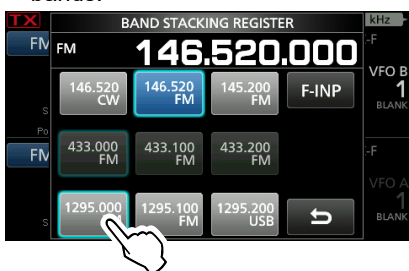 TX
BAND STACKING REGISTER
kHz
FM
FM
146.520.000
-F
VFO B
1
BLANK
146.520
CW
146.520
FM
145.200
FM
F-INP
S
Po
433.000
FM
433.100
FM
433.200
FM
FM
-F
VFO A
1
BLANK
1295.000
1295.100
FM
1295.200
USB
S